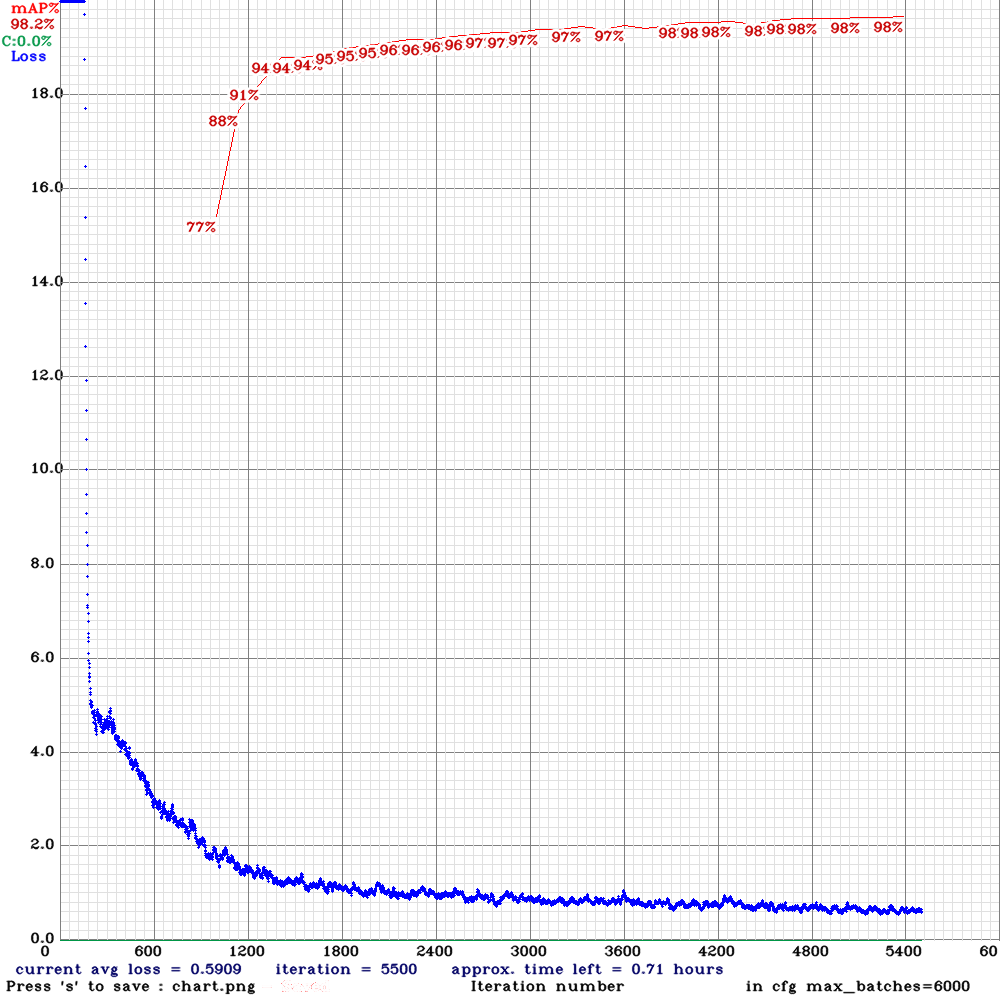 mAP%
98.2%
C:0.0%
Loss
18.0
16.0
14.0
12.0
10.0
8.0
6.0
4.0
2.0
0.0
77%
88%
91%
94 94 94% 95 95 95 96 96 96 96 97 97 97% 97% 97% 98 98 98% 98 98 98% 98% 98%
0 600 1200 1800 2400 3000 3600 4200 4800 5400 60
current avg loss = 0.5909 iteration = 5500 approx. time left = 0.71 hours
Press 's' to save : chart.png Iteration number in cfg max_batches=6000